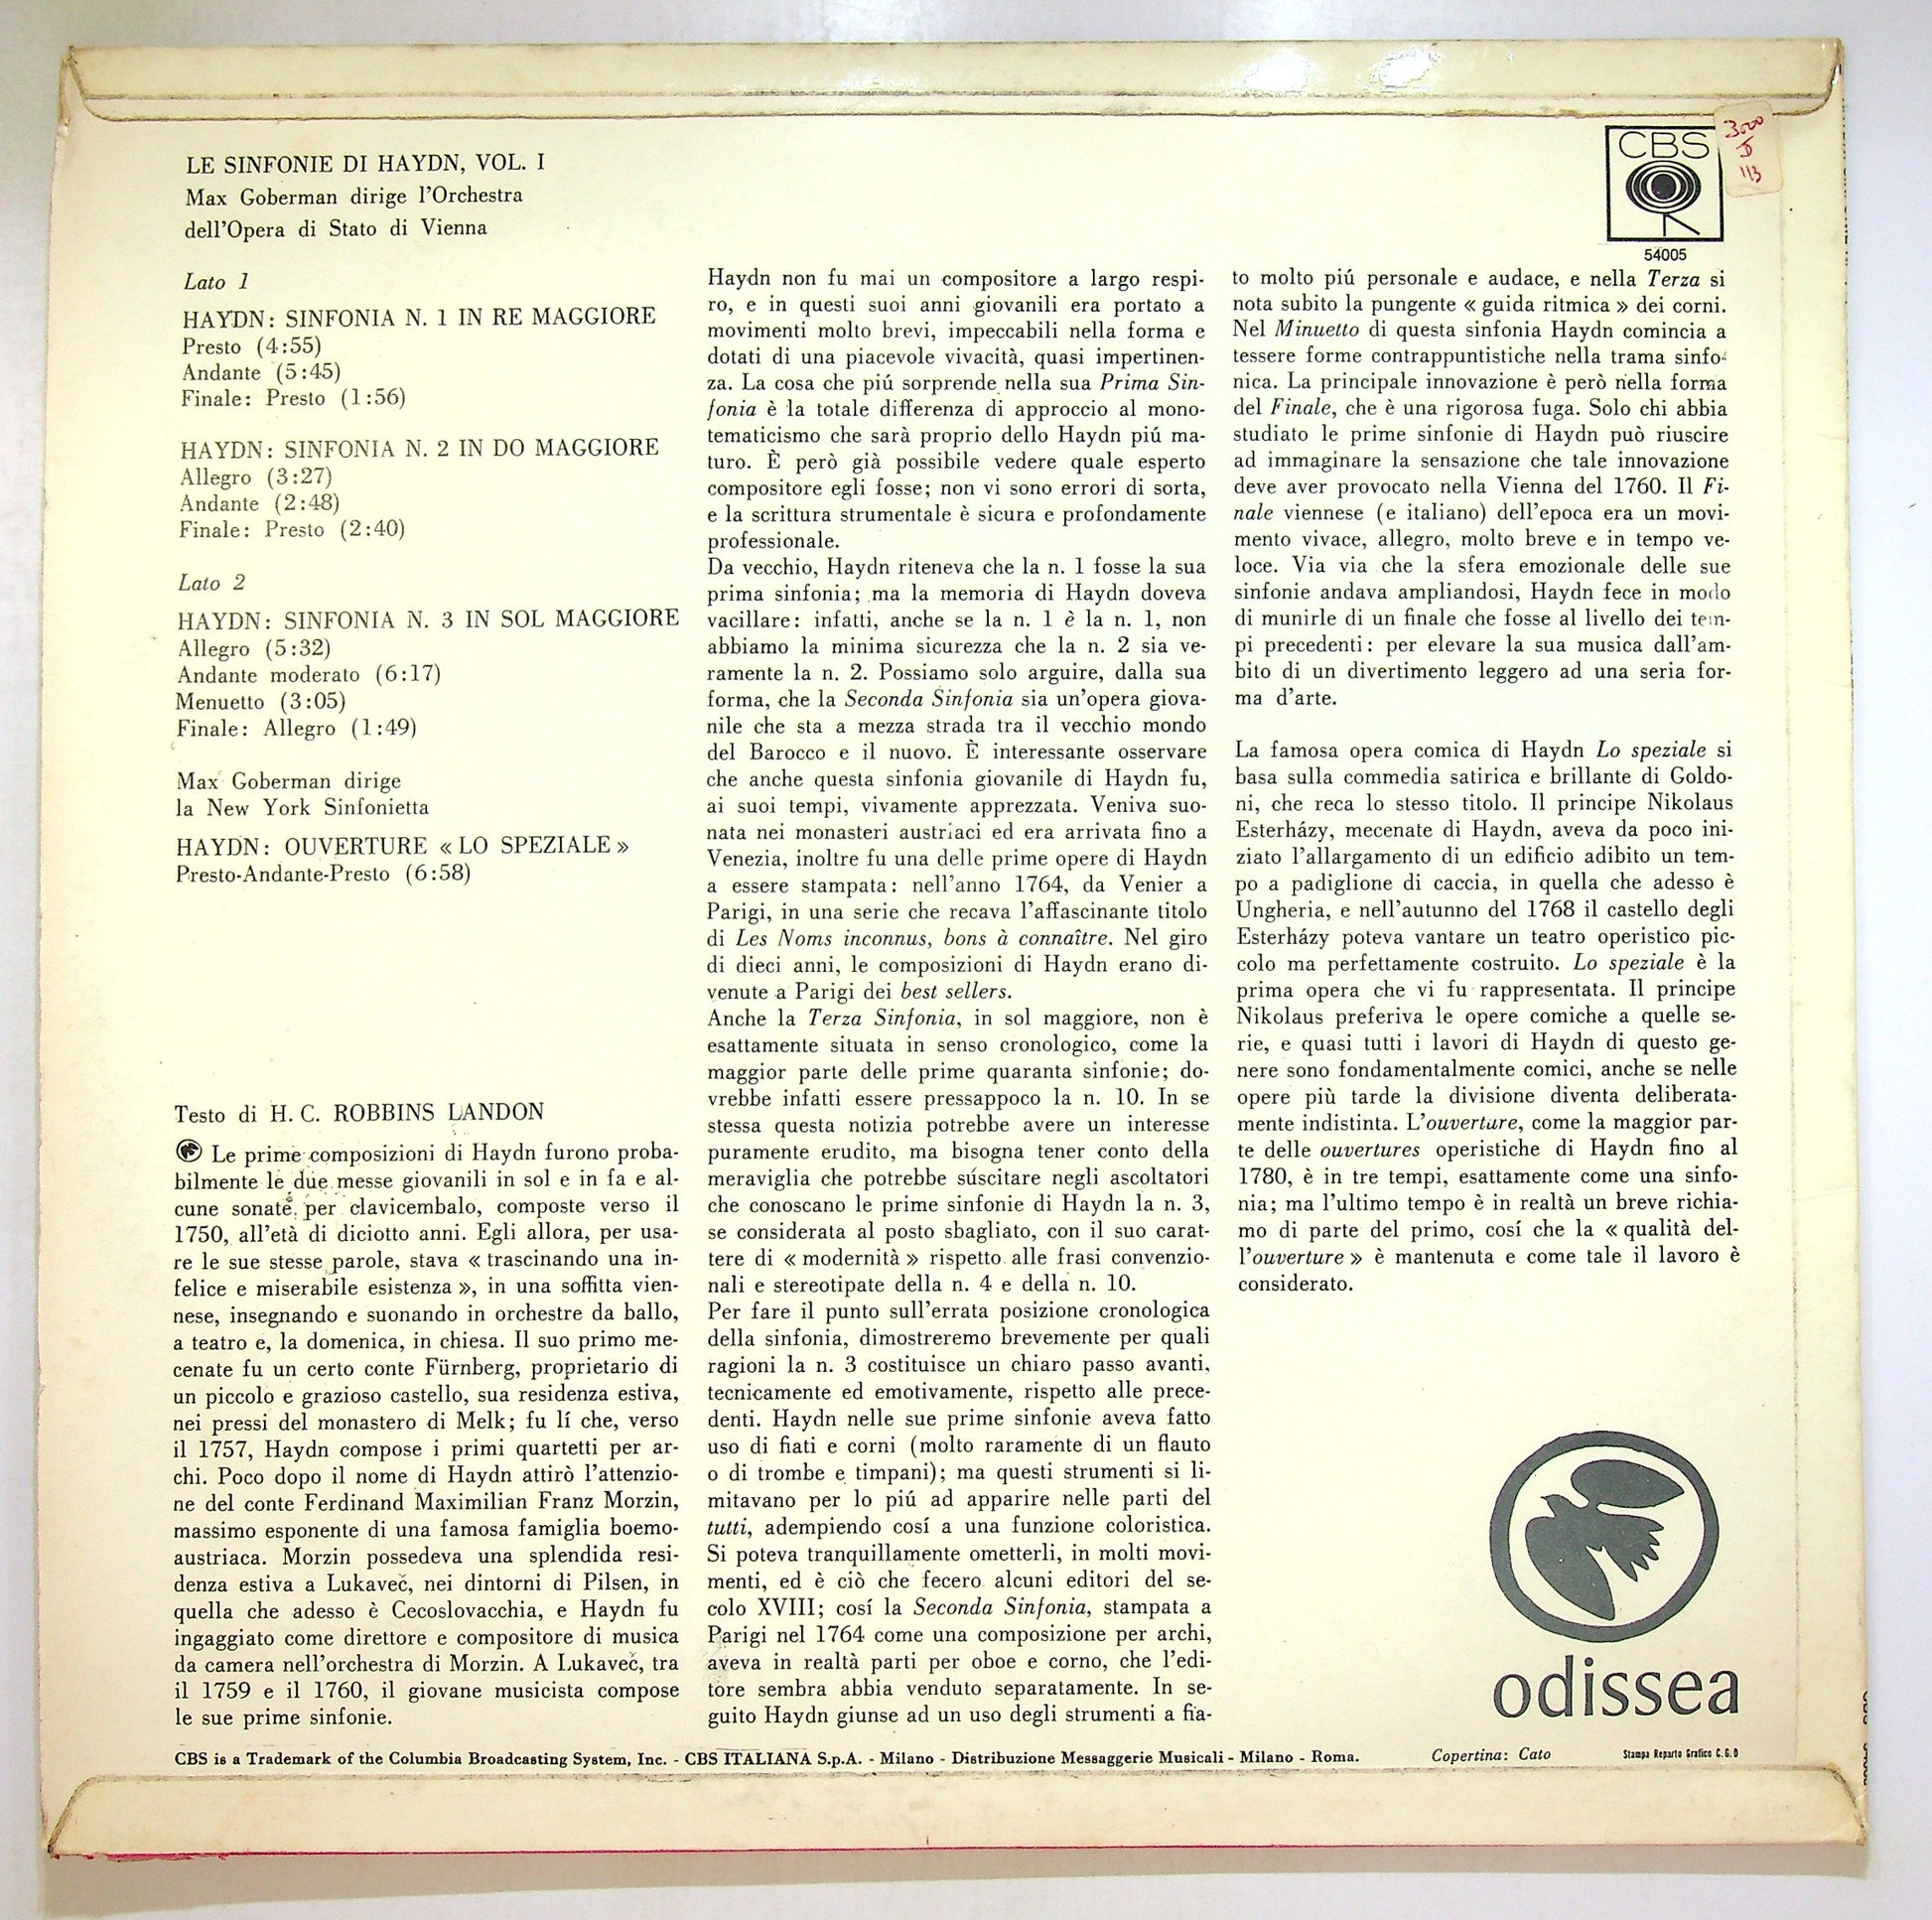 LE SINFONIE DI HAYDN, VOL. I
Max Goberman dirige l'Orchestra
dell'Opera di Stato di Vienna
CBS
54005
3000
Lato 1
HAYDN: SINFONIA N. 1 IN RE MAGGIORE
Presto (4:55)
Andante (5:45)
Finale: Presto (1:56)
HAYDN: SINFONIA N. 2 IN DO MAGGIORE
Allegro (3:27)
Andante (2:48)
Finale: Presto (2:40)
Lato 2
HAYDN: SINFONIA N. 3 IN SOL MAGGIORE
Allegro (5:32)
Andante moderato (6:17)
Menuetto (3:05)
Finale: Allegro (1:49)
Max Goberman dirige
la New York Sinfonietta
HAYDN: OUVERTURE « LO SPEZIALE »
Presto-Andante-Presto (6:58)
Testo di H. C. ROBBINS LANDON
Le prime composizioni di Haydn furono proba-
bilmente le due messe giovanili in sol e in fa e al-
cune sonate per clavicembalo, composte verso il
1750, all'età di diciotto anni. Egli allora, per usa-
re le sue stesse parole, stava « trascinando una in-
felice e miserabile esistenza », in una soffitta vien-
nese, insegnando e suonando in orchestre da ballo,
a teatro e, la domenica, in chiesa. Il suo primo me-
cenate fu un certo conte Fürnberg, proprietario di
un piccolo e grazioso castello, sua residenza estiva,
nei pressi del monastero di Melk; fu lí che, verso
il 1757, Haydn compose i primi quartetti per ar-
chi. Poco dopo il nome di Haydn attirò l'attenzio-
ne del conte Ferdinand Maximilian Franz Morzin,
massimo esponente di una famosa famiglia boemo-
austriaca. Morzin possedeva una splendida resi-
denza estiva a Lukaveč, nei dintorni di Pilsen, in
quella che adesso è Cecoslovacchia, e Haydn fu
ingaggiato come direttore e compositore di musica
da camera nell'orchestra di Morzin. A Lukaveč, tra
il 1759 e il 1760, il giovane musicista compose
le sue prime sinfonie.
Haydn non fu mai un compositore a largo respi-
ro, e in questi suoi anni giovanili era portato a
movimenti molto brevi, impeccabili nella forma e
dotati di una piacevole vivacità, quasi impertinen-
za. La cosa che piú sorprende nella sua Prima Sin-
fonia è la totale differenza di approccio al mono-
tematicismo che sarà proprio dello Haydn piú ma-
turo. È però già possibile vedere quale esperto
compositore egli fosse; non vi sono errori di sorta,
e la scrittura strumentale è sicura e profondamente
professionale.
Da vecchio, Haydn riteneva che la n. 1 fosse la sua
prima sinfonia; ma la memoria di Haydn doveva
vacillare: infatti, anche se la n. 1 è la n. 1, non
abbiamo la minima sicurezza che la n. 2 sia ve-
ramente la n. 2. Possiamo solo arguire, dalla sua
forma, che la Seconda Sinfonia sia un'opera giova-
nile che sta a mezza strada tra il vecchio mondo
del Barocco e il nuovo. È interessante osservare
che anche questa sinfonia giovanile di Haydn fu,
ai suoi tempi, vivamente apprezzata. Veniva suo-
nata nei monasteri austriaci ed era arrivata fino a
Venezia, inoltre fu una delle prime opere di Haydn
a essere stampata: nell'anno 1764, da Venier a
Parigi, in una serie che recava l'affascinante titolo
di Les Noms inconnus, bons à connaître. Nel giro
di dieci anni, le composizioni di Haydn erano di-
venute a Parigi dei best sellers.
Anche la Terza Sinfonia, in sol maggiore, non è
esattamente situata in senso cronologico, come la
maggior parte delle prime quaranta sinfonie; do-
vrebbe infatti essere pressappoco la n. 10. In se
stessa questa notizia potrebbe avere un interesse
puramente erudito, ma bisogna tener conto della
meraviglia che potrebbe súscitare negli ascoltatori
che conoscano le prime sinfonie di Haydn la n. 3,
se considerata al posto sbagliato, con il suo carat-
tere di « modernità » rispetto alle frasi convenzio-
nali e stereotipate della n. 4 e della n. 10.
Per fare il punto sull'errata posizione cronologica
della sinfonia, dimostreremo brevemente per quali
ragioni la n. 3 costituisce un chiaro passo avanti,
tecnicamente ed emotivamente, rispetto alle prece-
denti. Haydn nelle sue prime sinfonie aveva fatto
uso di fiati e corni (molto raramente di un flauto
o di trombe e timpani); ma questi strumenti si li-
mitavano per lo piú ad apparire nelle parti del
tutti, adempiendo cosí a una funzione coloristica.
Si poteva tranquillamente ometterli, in molti movi-
menti, ed è ciò che fecero alcuni editori del se-
colo XVIII; cosí la Seconda Sinfonia, stampata a
Parigi nel 1764 come una composizione per archi,
aveva in realtà parti per oboe e corno, che l'edi-
tore sembra abbia venduto separatamente. In se-
guito Haydn giunse ad un uso degli strumenti a fia-
to molto piú personale e audace, e nella Terza si
nota subito la pungente « guida ritmica » dei corni.
Nel Minuetto di questa sinfonia Haydn comincia a
tessere forme contrappuntistiche nella trama sinfo-
nica. La principale innovazione è però nella forma
del Finale, che è una rigorosa fuga. Solo chi abbia
studiato le prime sinfonie di Haydn può riuscire
ad immaginare la sensazione che tale innovazione
deve aver provocato nella Vienna del 1760. Il Fi-
nale viennese (e italiano) dell'epoca era un movi-
mento vivace, allegro, molto breve e in tempo ve-
loce. Via via che la sfera emozionale delle sue
sinfonie andava ampliandosi, Haydn fece in modo
di munirle di un finale che fosse al livello dei tem-
pi precedenti: per elevare la sua musica dall'am-
bito di un divertimento leggero ad una seria for-
ma d'arte.
La famosa opera comica di Haydn Lo speziale si
basa sulla commedia satirica e brillante di Goldo-
ni, che reca lo stesso titolo. Il principe Nikolaus
Esterházy, mecenate di Haydn, aveva da poco ini-
ziato l'allargamento di un edificio adibito un tem-
po a padiglione di caccia, in quella che adesso è
Ungheria, e nell'autunno del 1768 il castello degli
Esterházy poteva vantare un teatro operistico pic-
colo ma perfettamente costruito. Lo speziale è la
prima opera che vi fu rappresentata. Il principe
Nikolaus preferiva le opere comiche a quelle se-
rie, e quasi tutti i lavori di Haydn di questo ge-
nere sono fondamentalmente comici, anche se nelle
opere più tarde la divisione diventa deliberata-
mente indistinta. L'ouverture, come la maggior par-
te delle ouvertures operistiche di Haydn fino al
1780, è in tre tempi, esattamente come una sinfo-
nia; ma l'ultimo tempo è in realtà un breve richia-
mo di parte del primo, cosí che la « qualità del-
l'ouverture » è mantenuta e come tale il lavoro è
considerato.
odissea
CBS is a Trademark of the Columbia Broadcasting System, Inc. - CBS ITALIANA S.p.A. - Milano - Distribuzione Messaggerie Musicali - Milano - Roma.
Copertina: Cato
Stampa Reparto Grafico C.G.D